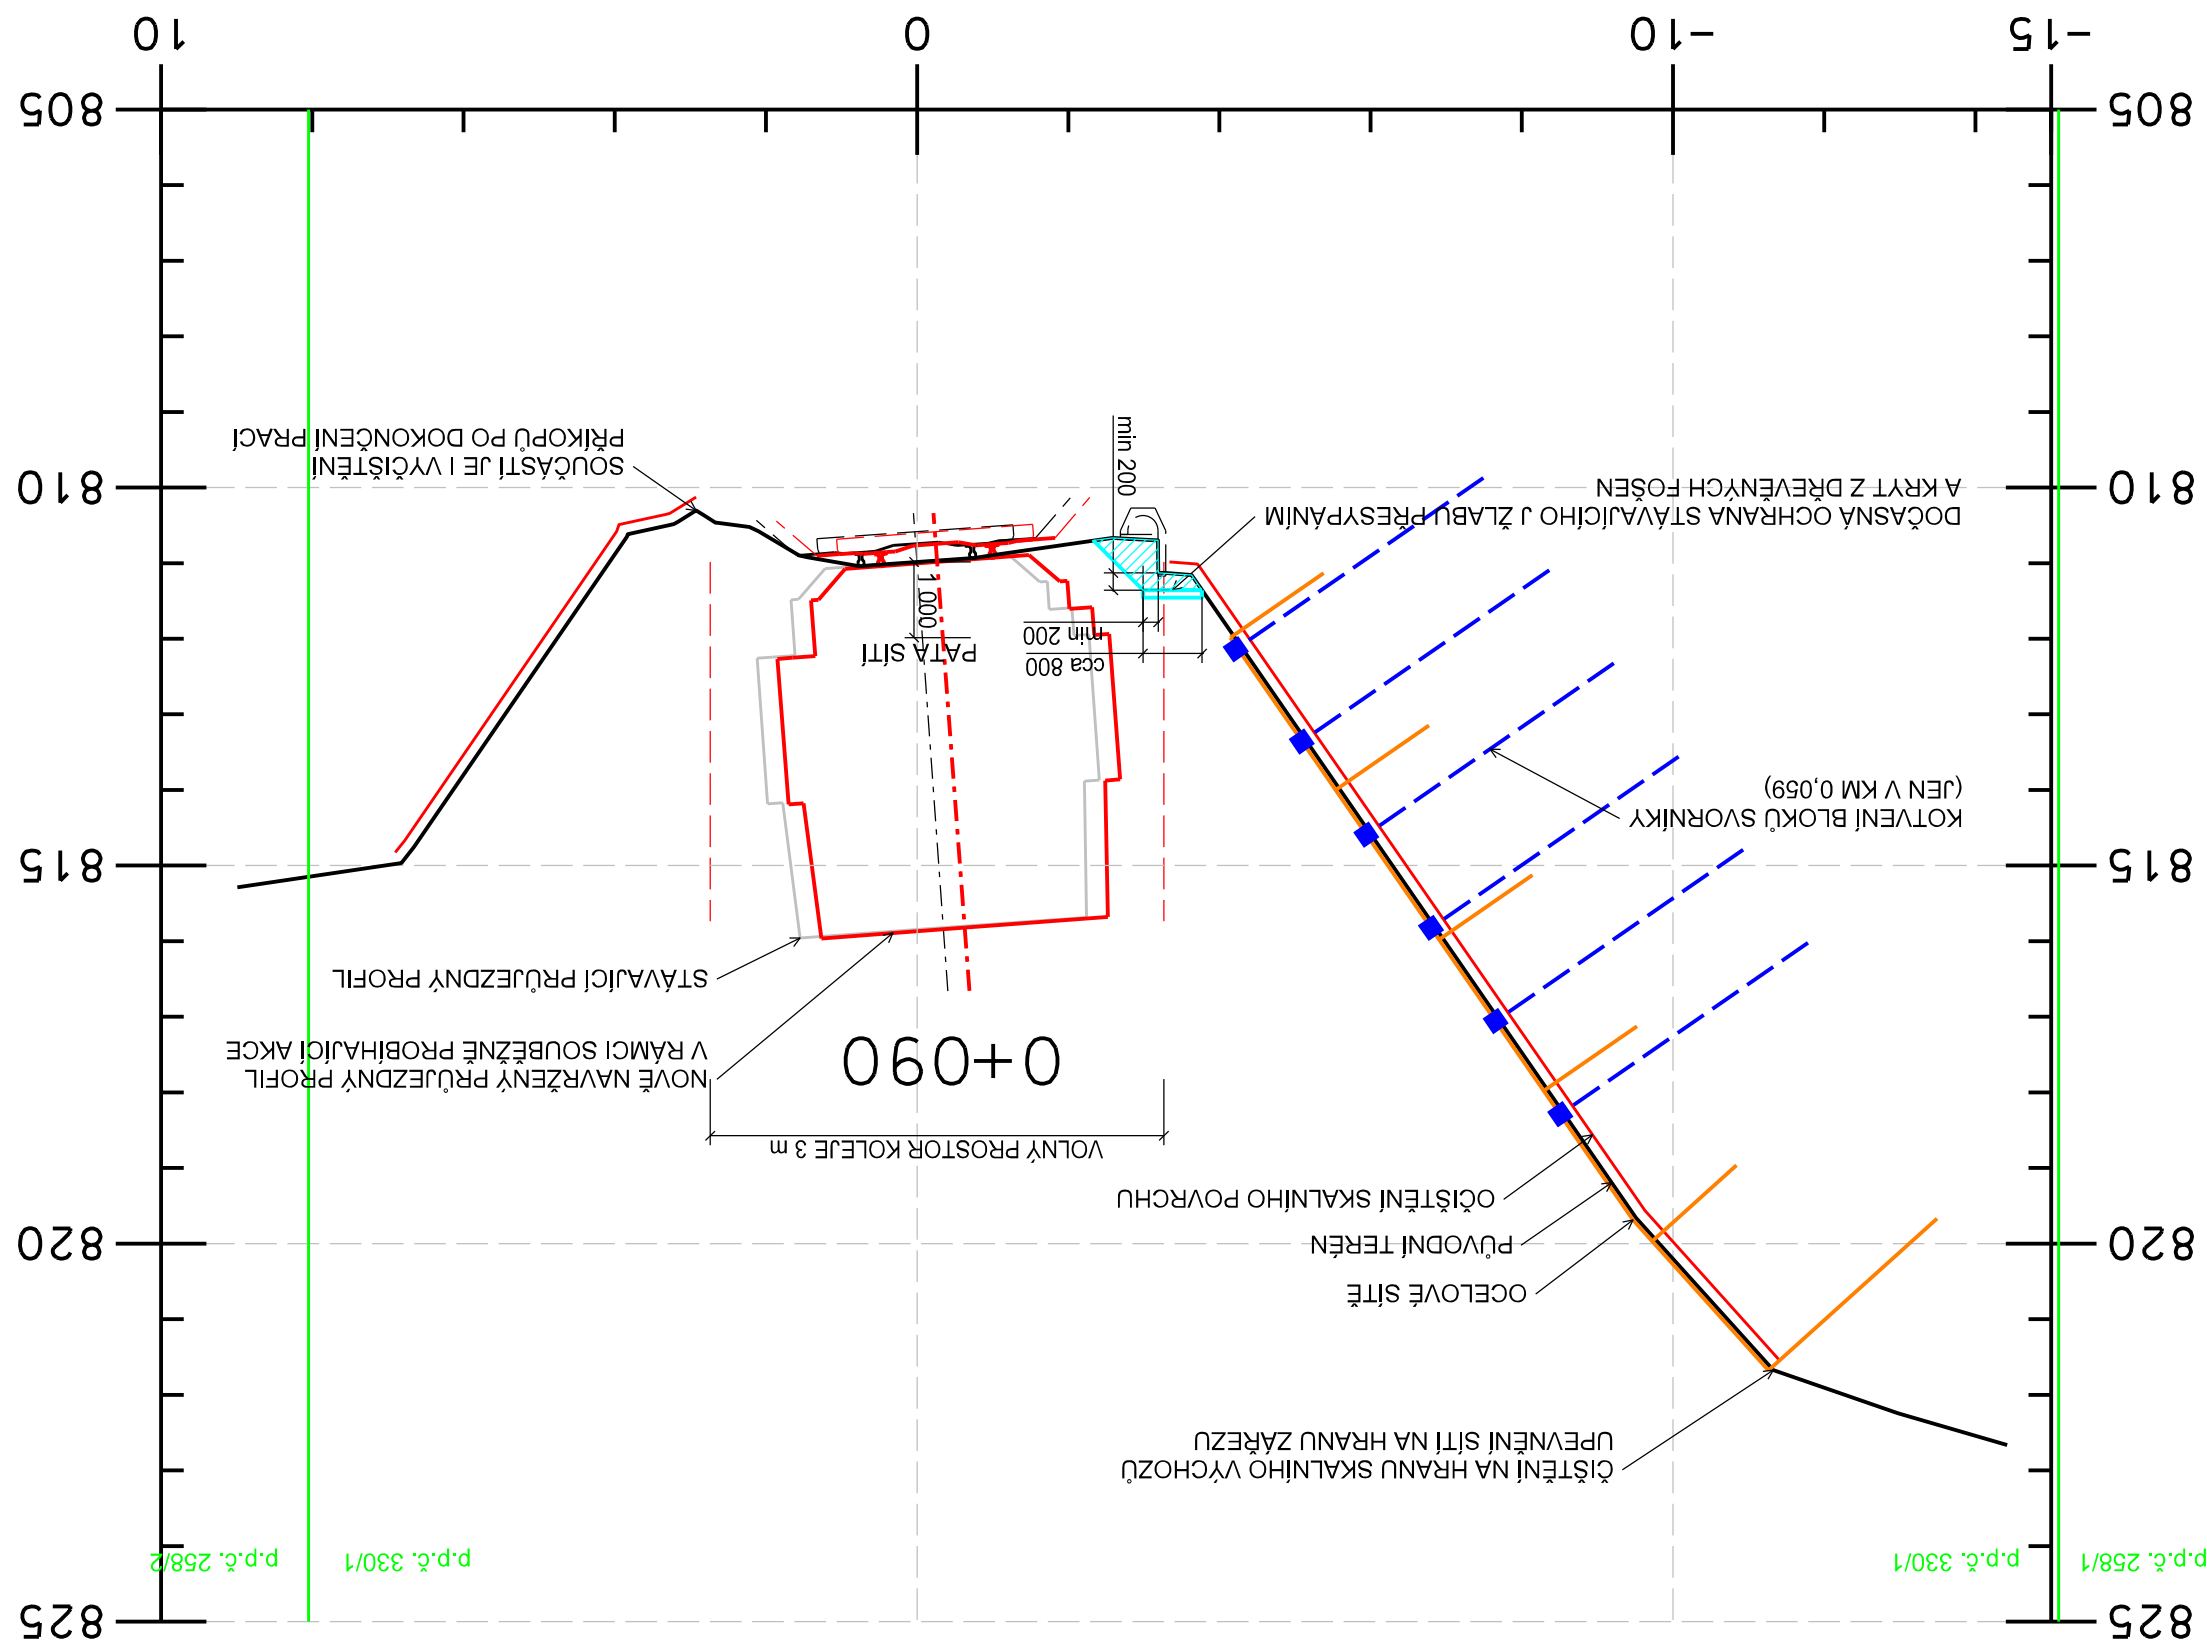 825
825
p.p.č. 258/1
p.p.č. 330/1
p.p.č. 330/1
p.p.č. 258/2
ČIŠTĚNÍ NA HRANU SKALNÍHO VÝCHOZŮ
UPEVNĚNÍ SÍTÍ NA HRANU ZÁŘEZU
OCELOVÉ SÍTĚ
820
820
PŮVODNÍ TERÉN
OČIŠTĚNÍ SKALNÍHO POVRCHU
VOLNÝ PROSTOR KOLEJE 3 m
0+090
NOVĚ NAVRŽENÝ PRŮJEZDNÝ PROFIL
V RÁMCI SOUBĚŽNĚ PROBÍHAJÍCÍ AKCE
STÁVAJÍCÍ PRŮJEZDNÝ PROFIL
815
815
KOTVENÍ BLOKŮ SVORNÍKY
(JEN V KM 0,059)
cca 800
PATA SÍTÍ
min 200
1 000
DOČASNÁ OCHRANA STÁVAJÍCÍHO J ŽLABU PŘESYPÁNÍM
A KRYT Z DŘEVĚNÝCH FOŠEN
min 200
810
810
SOUČÁSTÍ JE I VYČIŠTĚNÍ
PŘÍKOPŮ PO DOKONČENÍ PRACÍ
805
805
-15
-10
0
10